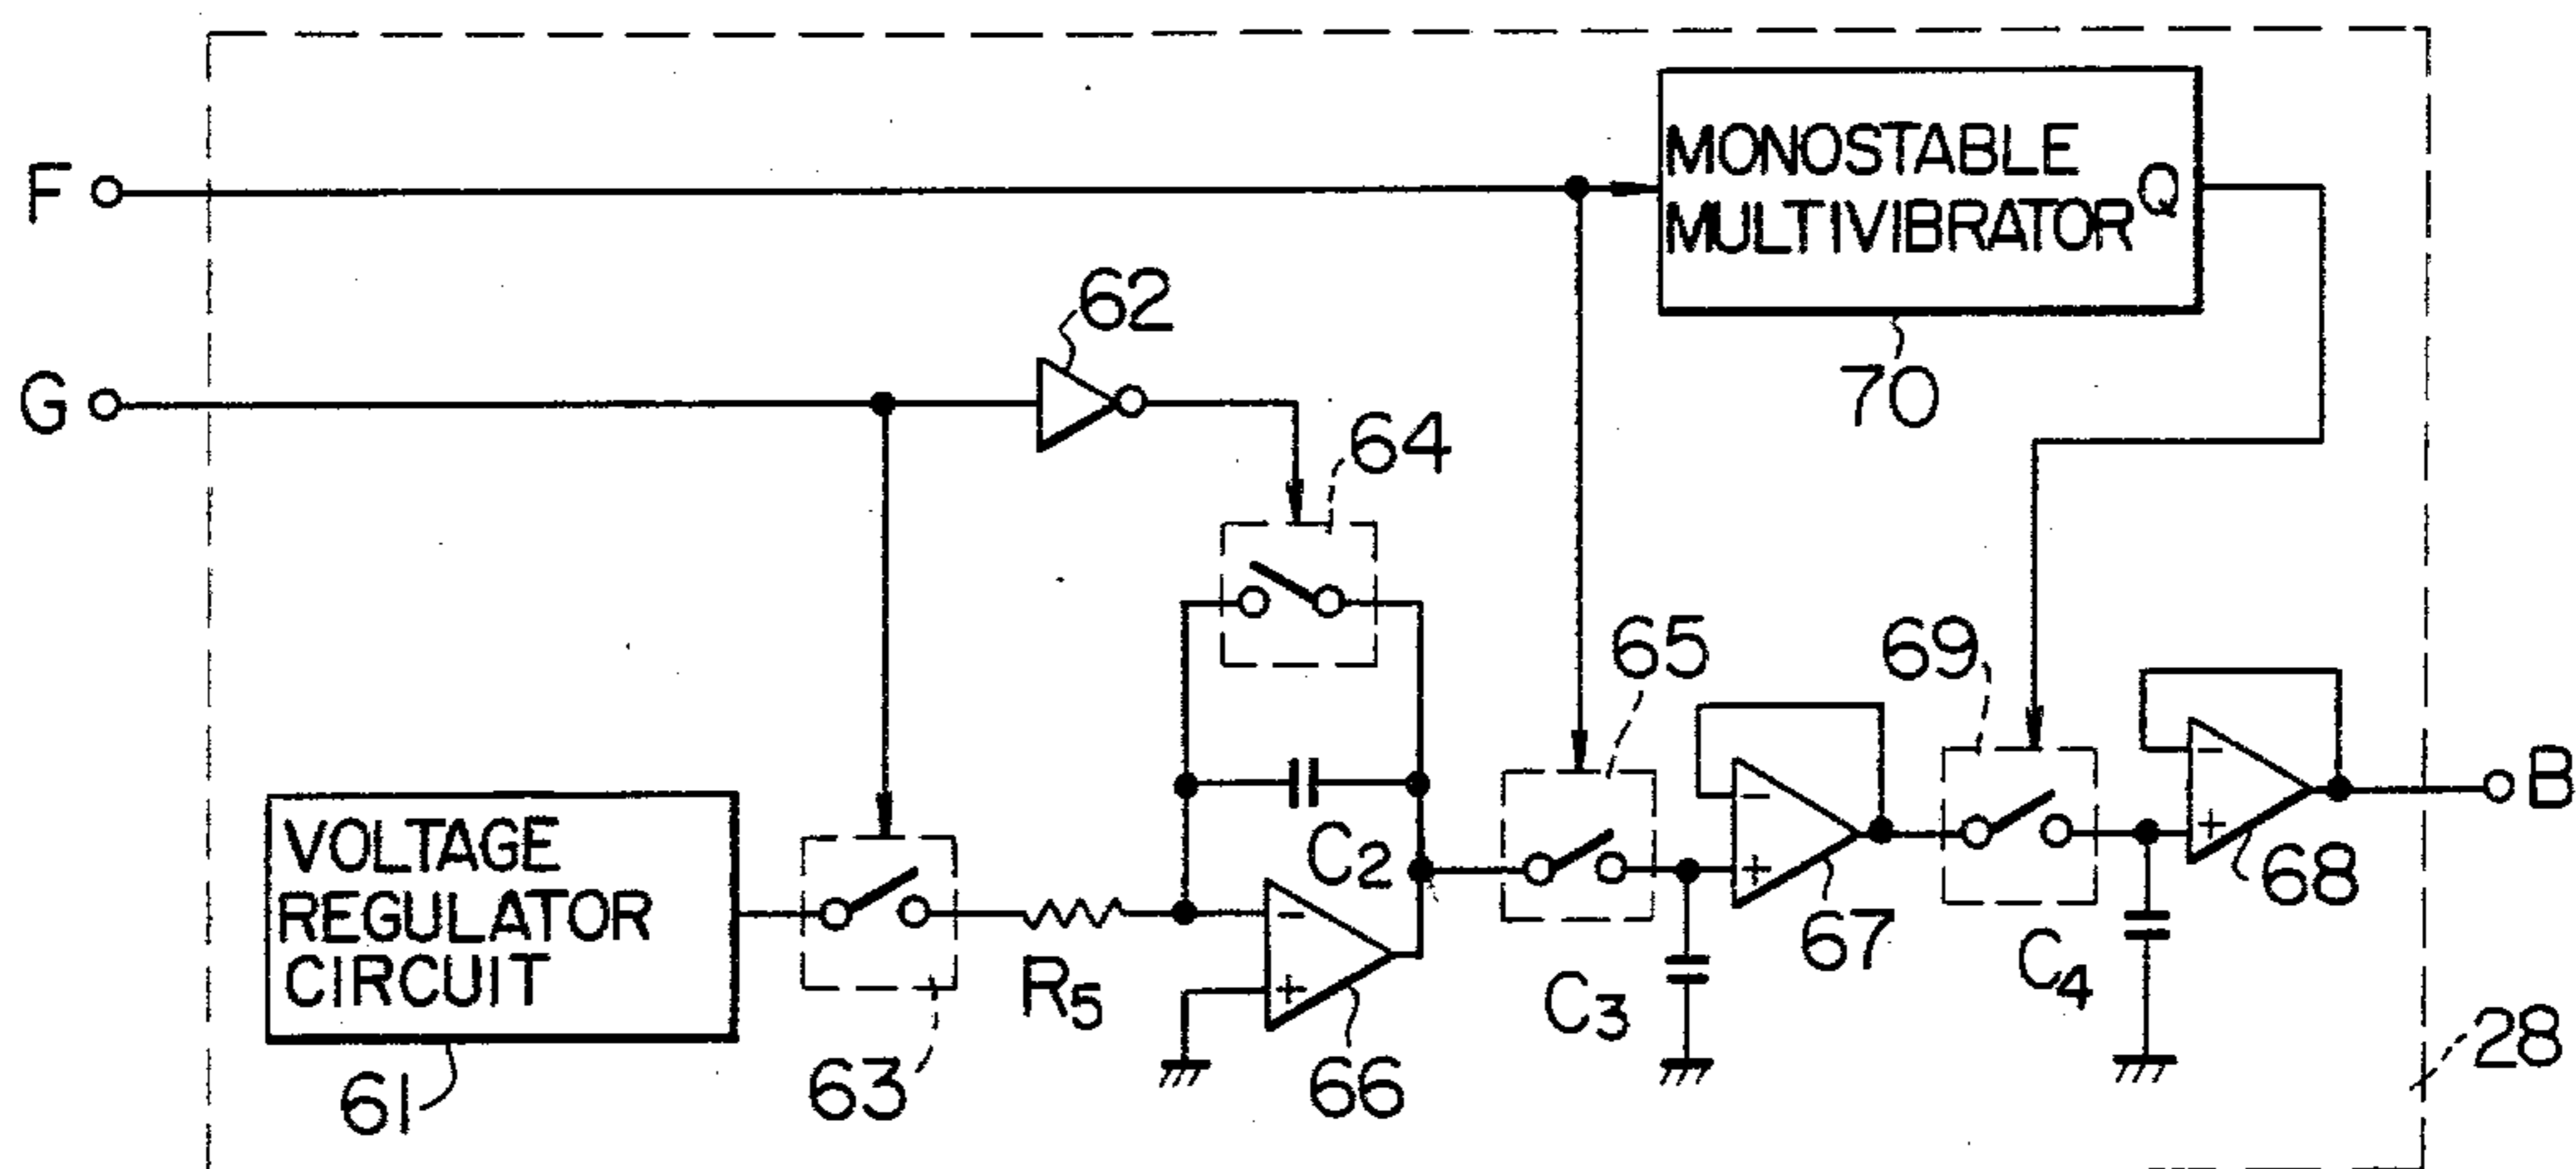 F
MONOSTABLE
MULTIVIBRATOR
Q
62
G
70
64
65
69
B
VOLTAGE
REGULATOR
CIRCUIT
-
-
C2
-
+
+
68
-
67
C4
R5
+
C3
28
61
63
66